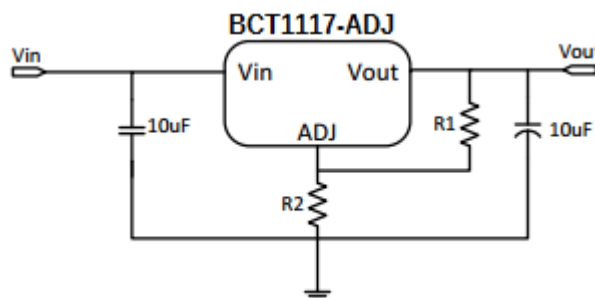 BCT1117-ADJ
Vin
Vout
Vin
Vout
10uF
R1
10uF
ADJ
R2